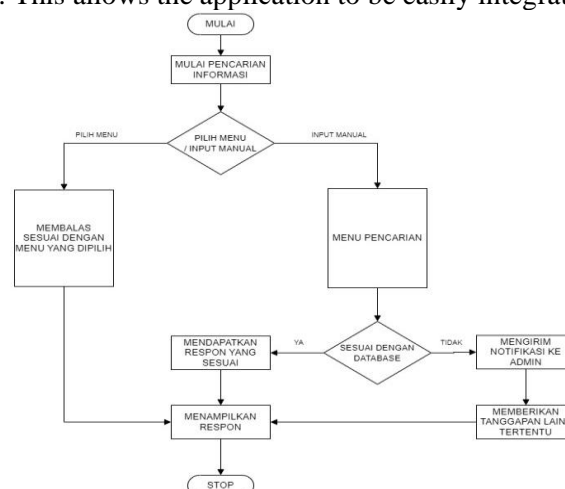 . This allows the application to be easily integrat
MULAI
MULAI PENCARIAN
INFORMASI
PILIH MENU
PILIH MENU
/ INPUT MANUAL
INPUT MANUAL
MEMBALAS
SESUAI DENGAN
MENU YANG DIPILIH
MENU PENCARIAN
MENDAPATKAN
RESPON YANG
SESUAI
YA
SESUAI DENGAN
DATABASE
TIDAK
MENGIRIM
NOTIFIKASI KE
ADMIN
MENAMPILKAN
RESPON
MEMBERIKAN
TANGGAPAN LAIN
TERTENTU
STOP